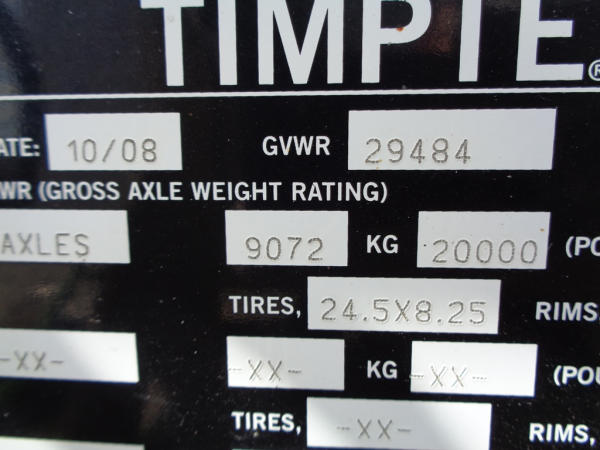 TIMPTE®
ATE: 10/08 GVWR 29484
WR (GROSS AXLE WEIGHT RATING)
AXLES 9072 KG 20000 (PO
TIRES, 24.5X8.25 RIMS,
-XX- -XX- KG -XX- (POU
TIRES, -XX- RIMS,